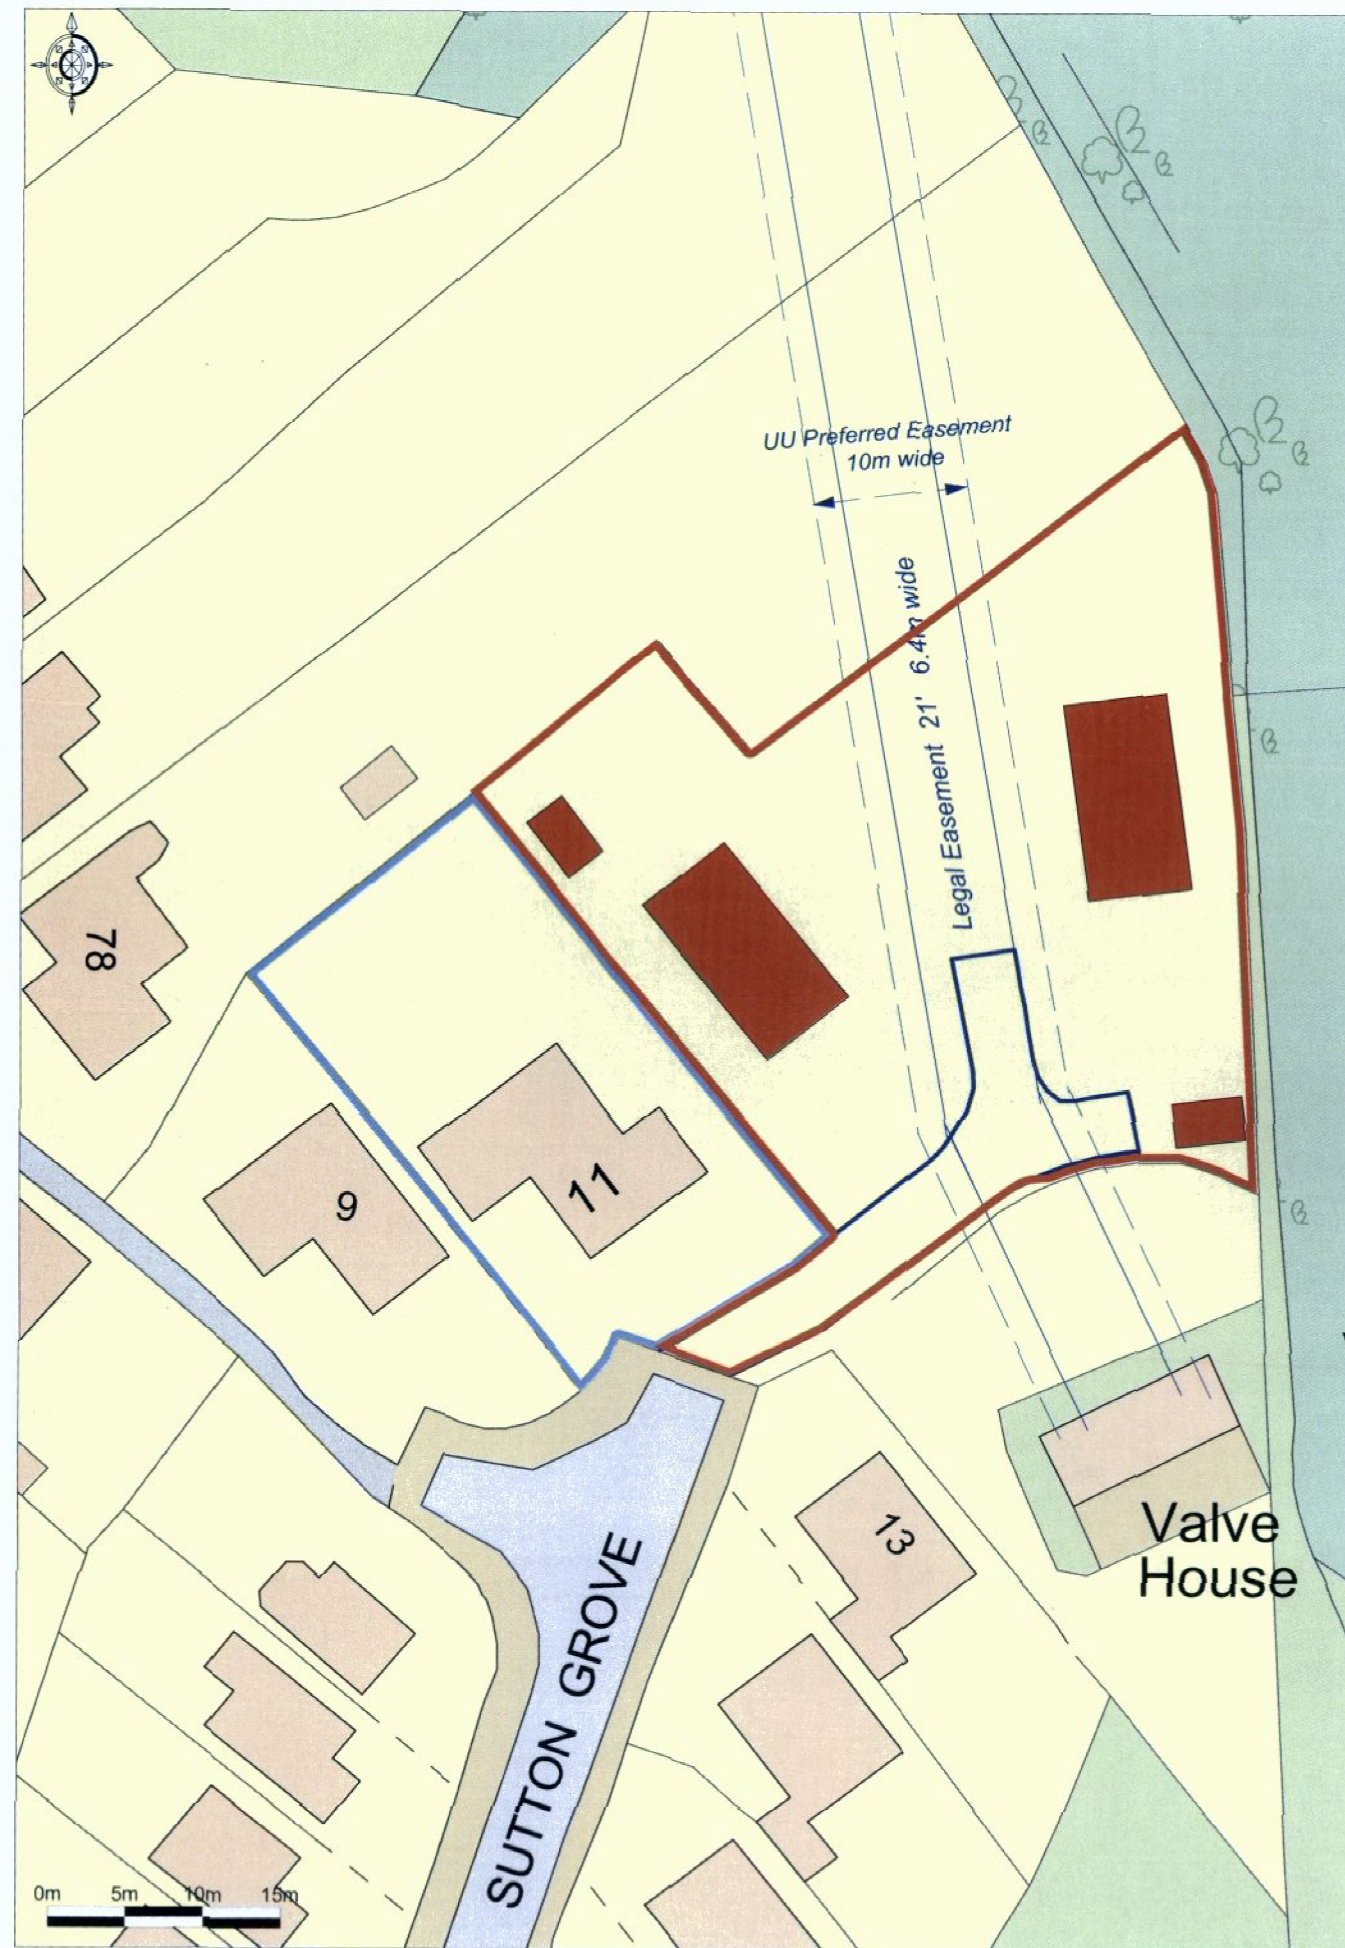 UU Preferred Easement
10m wide
Legal Easement 21' 6.4m wide
78
9
11
13
Valve
House
SUTTON GROVE
0m 5m 10m 15m